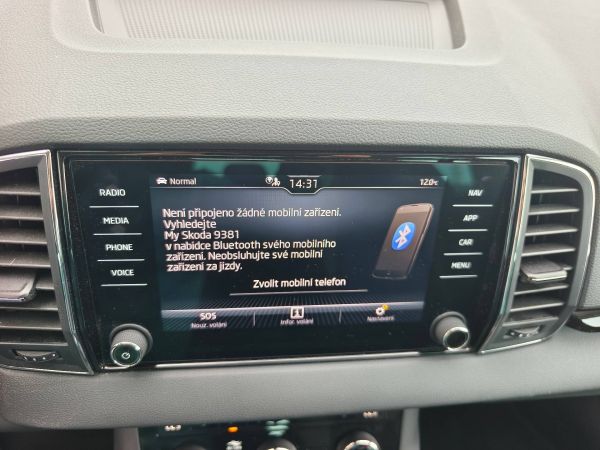 Normal
14:31
12.0°C
RADIO
MEDIA
PHONE
VOICE
Není připojeno žádné mobilní zařízení.
Vyhledejte
My Skoda 9381
v nabídce Bluetooth svého mobilního
zařízení. Neobsluhujte své mobilní
zařízení za jízdy.
Zvolit mobilní telefon
SOS
Nouz. volání
Infor. volání
Nastavení
NAV
APP
CAR
MENU